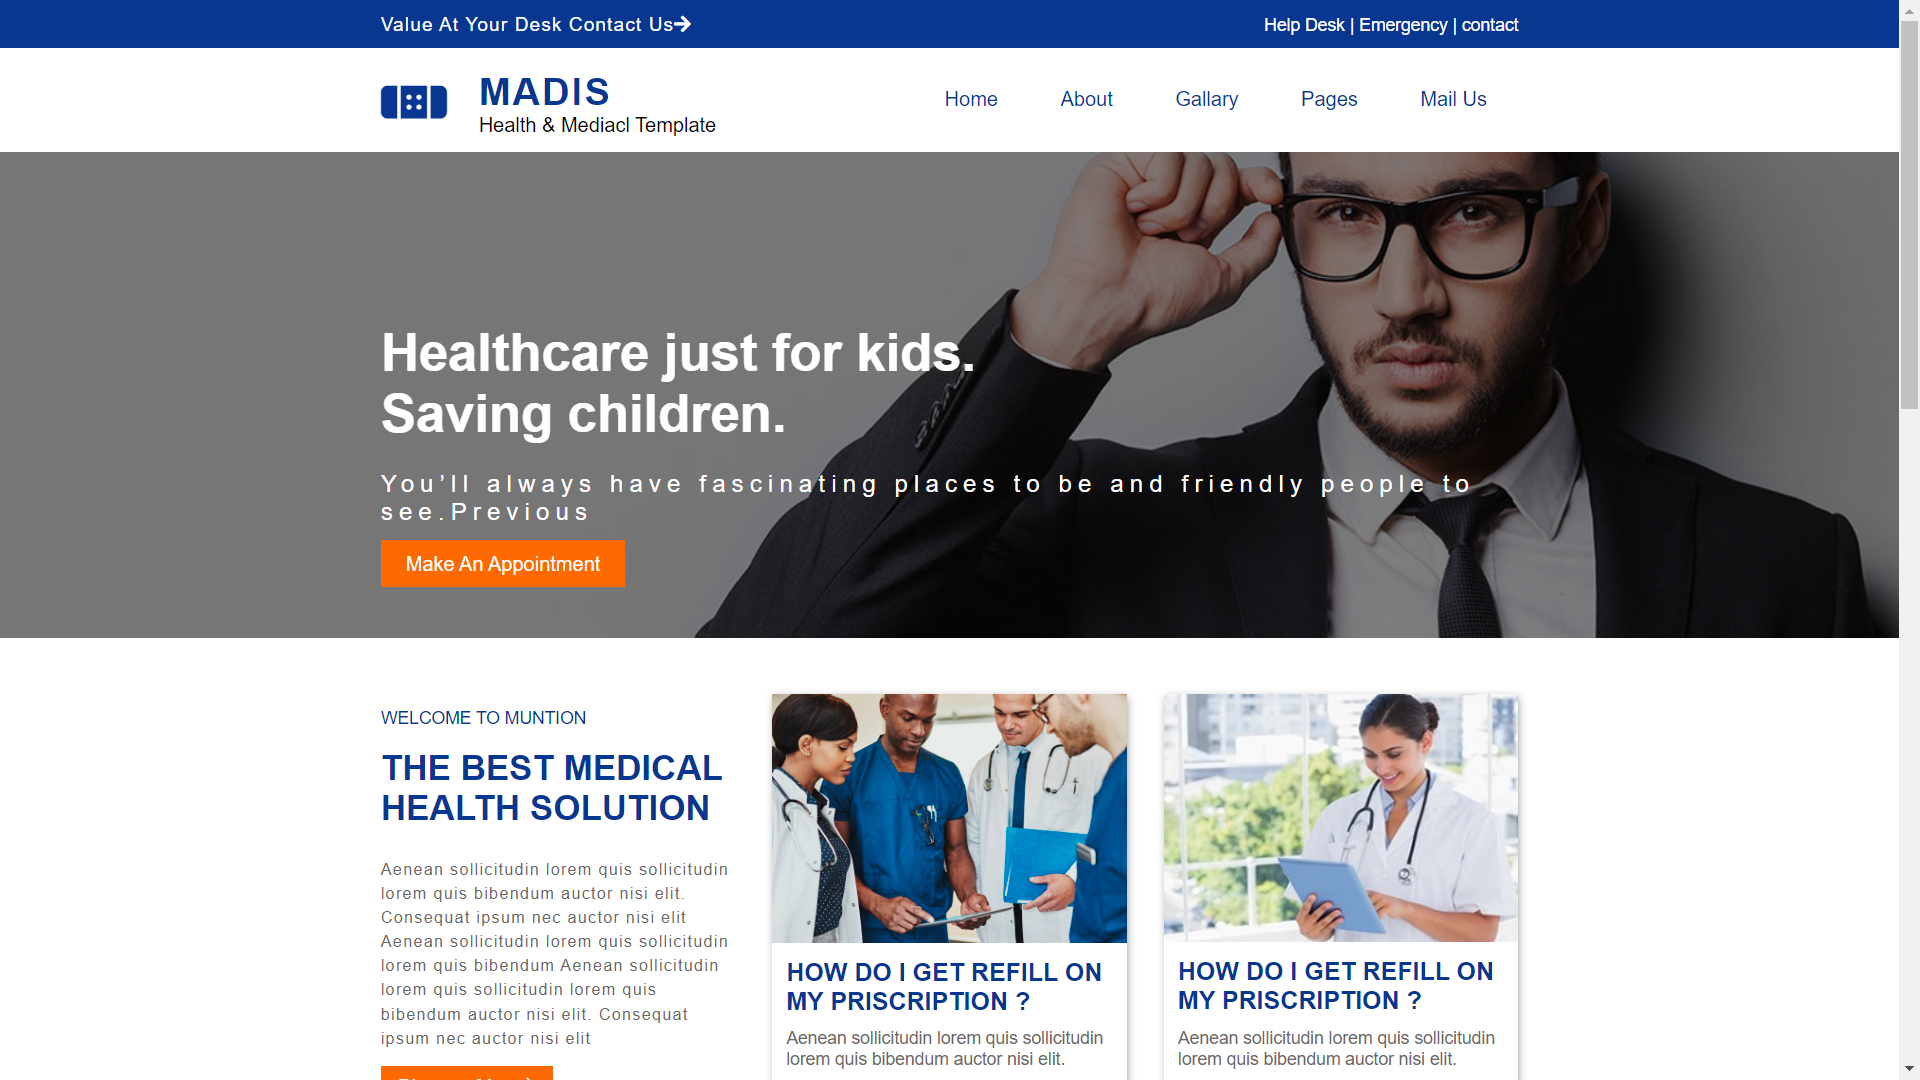 Value At Your Desk Contact Us
Help Desk | Emergency | contact
MADIS
Health & Mediacl Template
Home
About
Gallary
Pages
Mail Us
Healthcare just for kids.
Saving children.
You’ll always have fascinating places to be and friendly people to
see.Previous
Make An Appointment
WELCOME TO MUNTION
THE BEST MEDICAL
HEALTH SOLUTION
Aenean sollicitudin lorem quis sollicitudin
lorem quis bibendum auctor nisi elit.
Consequat ipsum nec auctor nisi elit
Aenean sollicitudin lorem quis sollicitudin
lorem quis bibendum Aenean sollicitudin
lorem quis sollicitudin lorem quis
bibendum auctor nisi elit. Consequat
ipsum nec auctor nisi elit
HOW DO I GET REFILL ON
MY PRISCRIPTION ?
Aenean sollicitudin lorem quis sollicitudin
lorem quis bibendum auctor nisi elit.
HOW DO I GET REFILL ON
MY PRISCRIPTION ?
Aenean sollicitudin lorem quis sollicitudin
lorem quis bibendum auctor nisi elit.